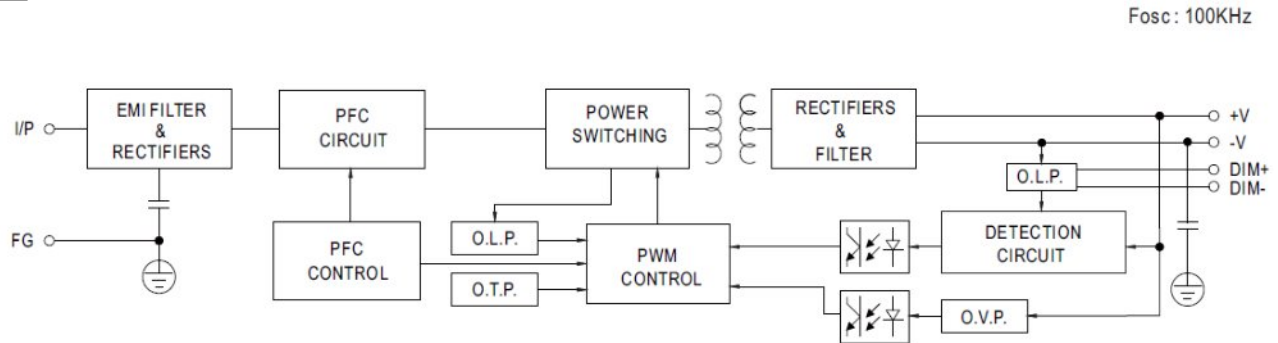 Fosc : 100KHz
I/P
EMI FILTER
&
RECTIFIERS
PFC
CIRCUIT
POWER
SWITCHING
RECTIFIERS
&
FILTER
+V
-V
DIM+
DIM-
O.L.P.
FG
PFC
CONTROL
O.L.P.
O.T.P.
PWM
CONTROL
DETECTION
CIRCUIT
O.V.P.